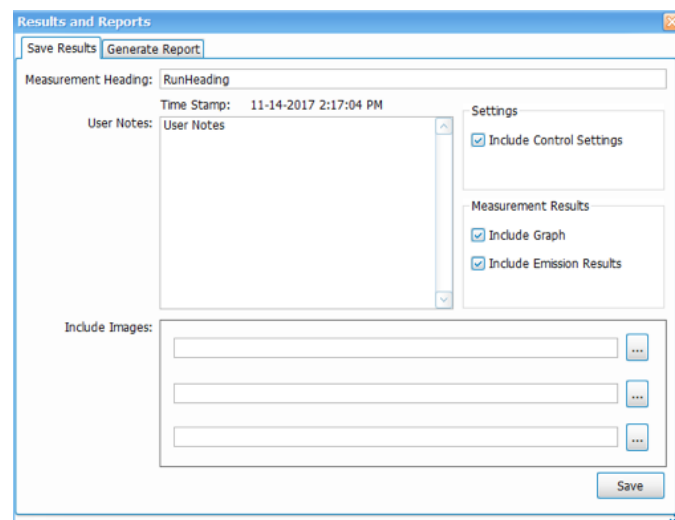 Results and Reports
Save Results Generate Report
Measurement Heading: RunHeading
Time Stamp: 11-14-2017 2:17:04 PM
User Notes: User Notes
Settings
Include Control Settings
Measurement Results
Include Graph
Include Emission Results
Include Images:
...
...
...
Save